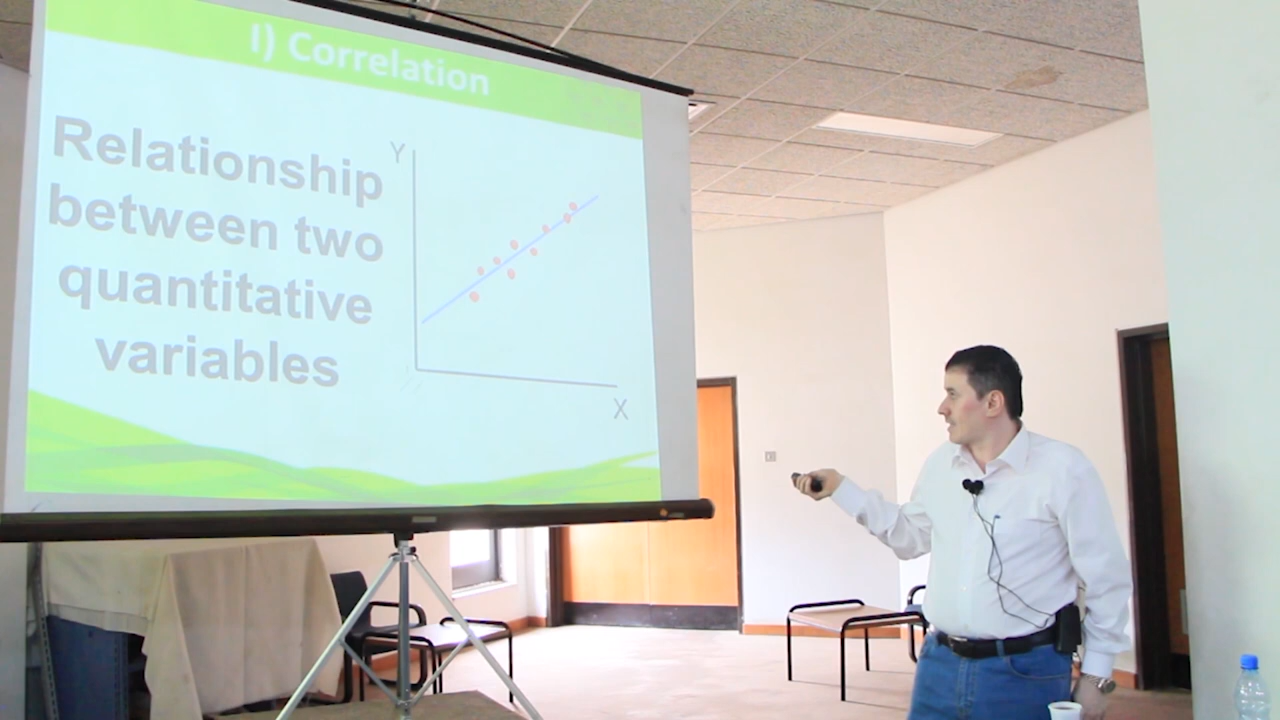 I) Correlation
Relationship
between two
quantitative
variables
Y
X